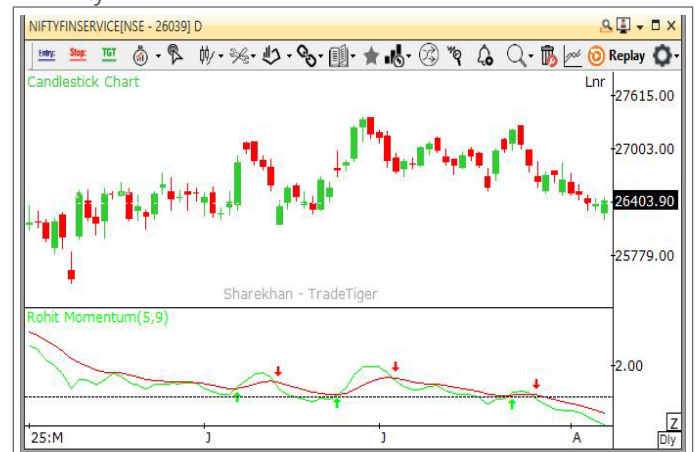 NIFTYFINSERVICE[NSE - 26039] D
Entry: Stop: TGT Replay
Candlestick Chart
Lnr
27615.00
27003.00
26403.90
25779.00
Sharekhan - TradeTiger
Rohit Momentum(5,9)
2.00
25:M J J A
Z
Dly